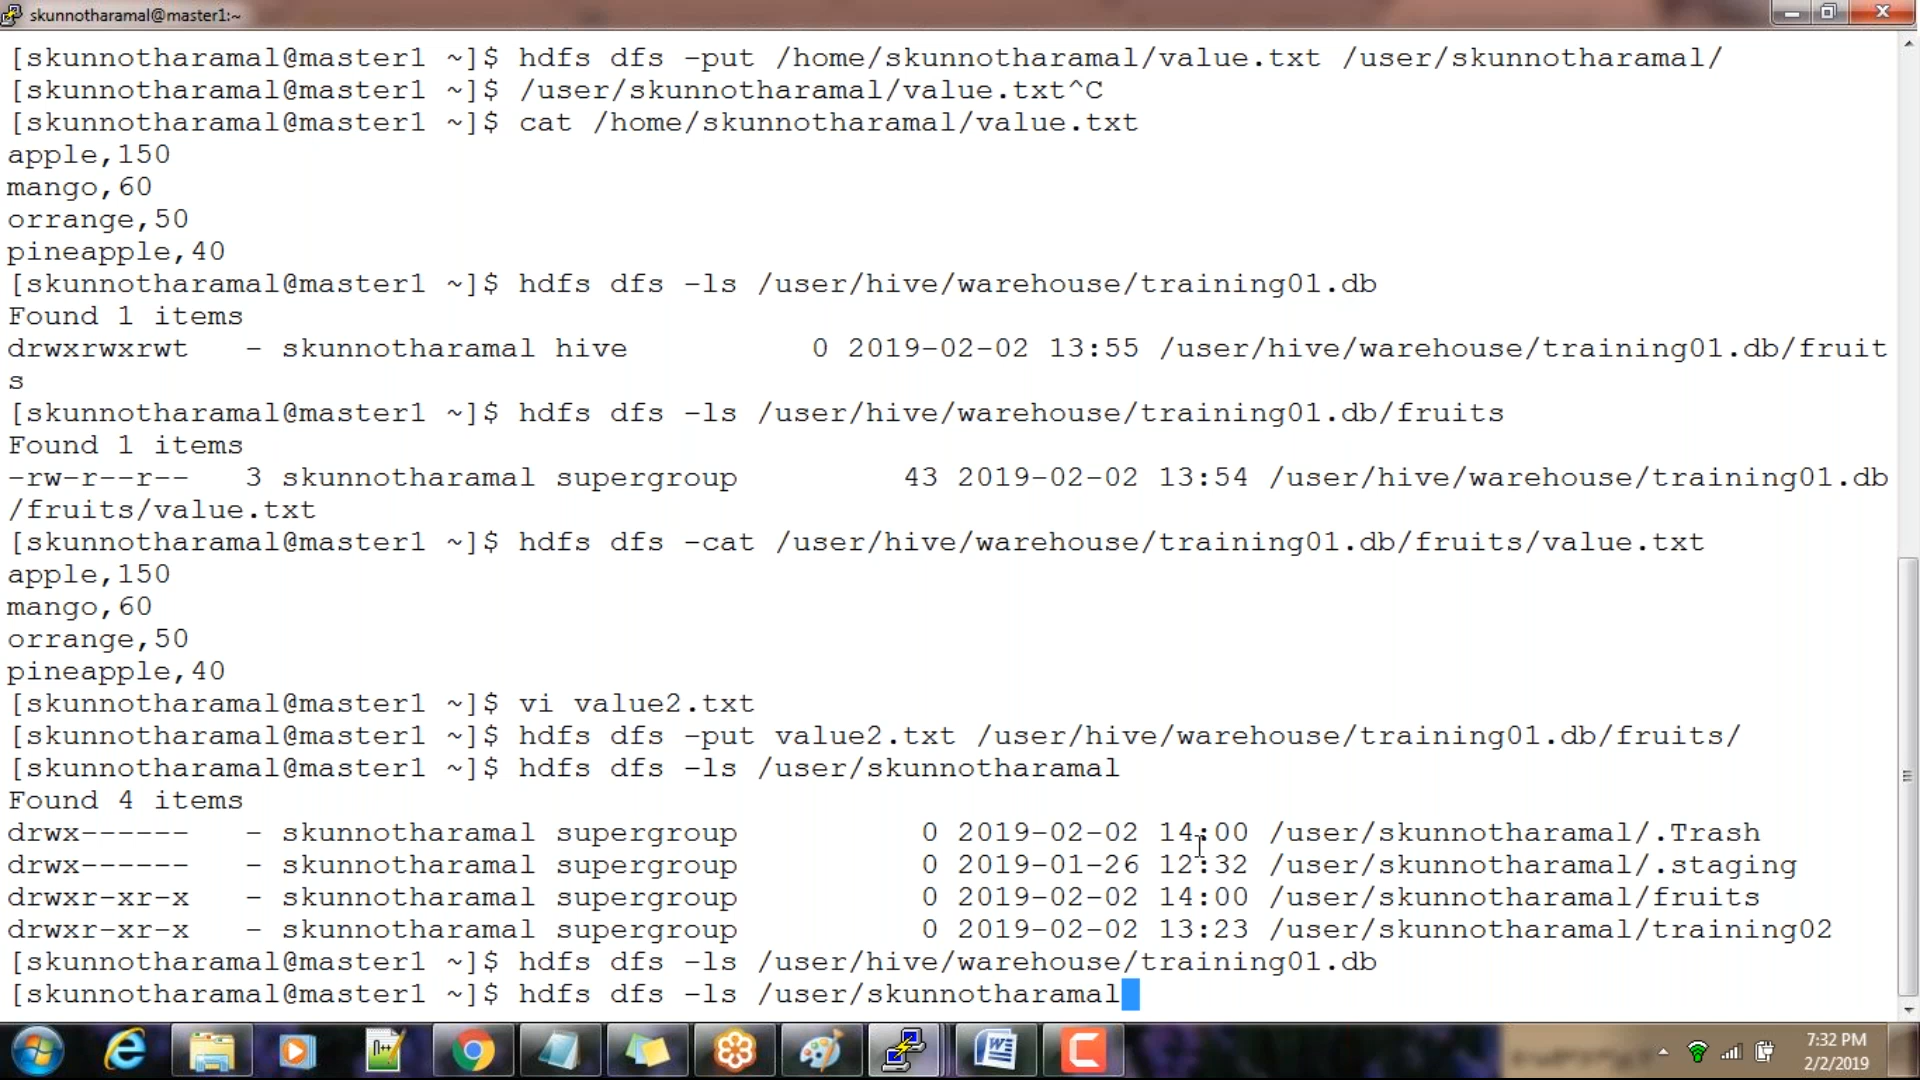 skunnotharamal@master1:~
[skunnotharamal@master1 ~]$ hdfs dfs -put /home/skunnotharamal/value.txt /user/skunnotharamal/
[skunnotharamal@master1 ~]$ /user/skunnotharamal/value.txt^C
[skunnotharamal@master1 ~]$ cat /home/skunnotharamal/value.txt
apple,150
mango,60
orrange,50
pineapple,40
[skunnotharamal@master1 ~]$ hdfs dfs -ls /user/hive/warehouse/training01.db
Found 1 items
drwxrwxrwt   - skunnotharamal hive          0 2019-02-02 13:55 /user/hive/warehouse/training01.db/fruit
s
[skunnotharamal@master1 ~]$ hdfs dfs -ls /user/hive/warehouse/training01.db/fruits
Found 1 items
-rw-r--r--   3 skunnotharamal supergroup         43 2019-02-02 13:54 /user/hive/warehouse/training01.db
/fruits/value.txt
[skunnotharamal@master1 ~]$ hdfs dfs -cat /user/hive/warehouse/training01.db/fruits/value.txt
apple,150
mango,60
orrange,50
pineapple,40
[skunnotharamal@master1 ~]$ vi value2.txt
[skunnotharamal@master1 ~]$ hdfs dfs -put value2.txt /user/hive/warehouse/training01.db/fruits/
[skunnotharamal@master1 ~]$ hdfs dfs -ls /user/skunnotharamal
Found 4 items
drwx------   - skunnotharamal supergroup          0 2019-02-02 14:00 /user/skunnotharamal/.Trash
drwx------   - skunnotharamal supergroup          0 2019-01-26 12:32 /user/skunnotharamal/.staging
drwxr-xr-x   - skunnotharamal supergroup          0 2019-02-02 14:00 /user/skunnotharamal/fruits
drwxr-xr-x   - skunnotharamal supergroup          0 2019-02-02 13:23 /user/skunnotharamal/training02
[skunnotharamal@master1 ~]$ hdfs dfs -ls /user/hive/warehouse/training01.db
[skunnotharamal@master1 ~]$ hdfs dfs -ls /user/skunnotharamal
7:32 PM
2/2/2019